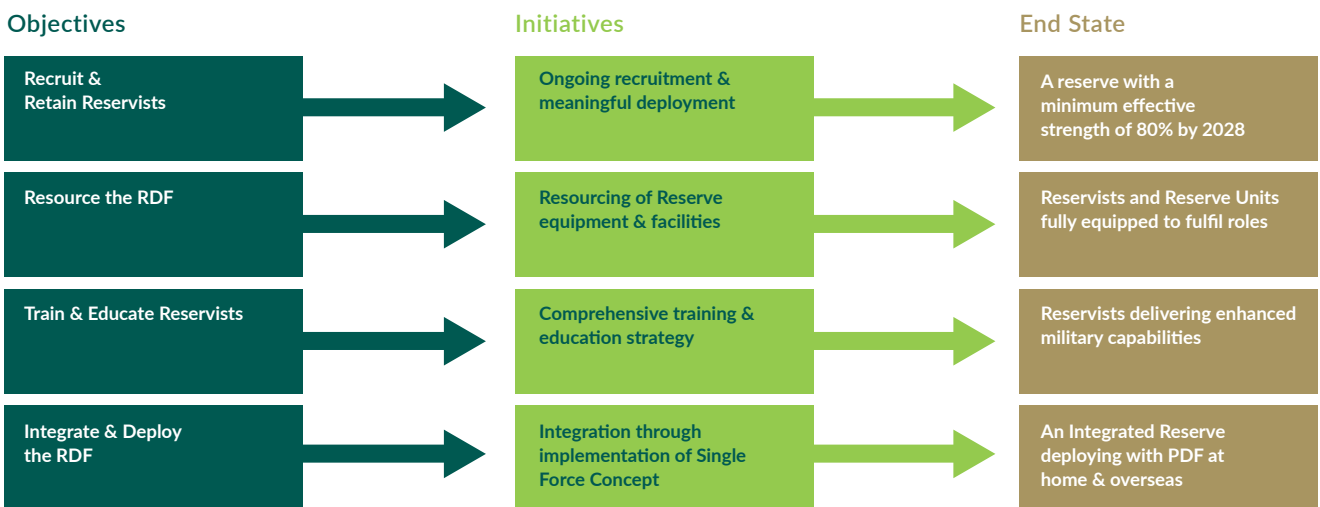 Objectives
Initiatives
End State
Recruit &
Retain Reservists
Ongoing recruitment &
meaningful deployment
A reserve with a
minimum effective
strength of 80% by 2028
Resource the RDF
Resourcing of Reserve
equipment & facilities
Reservists and Reserve Units
fully equipped to fulfil roles
Train & Educate Reservists
Comprehensive training &
education strategy
Reservists delivering enhanced
military capabilities
Integrate & Deploy
the RDF
Integration through
implementation of Single
Force Concept
An Integrated Reserve
deploying with PDF at
home & overseas